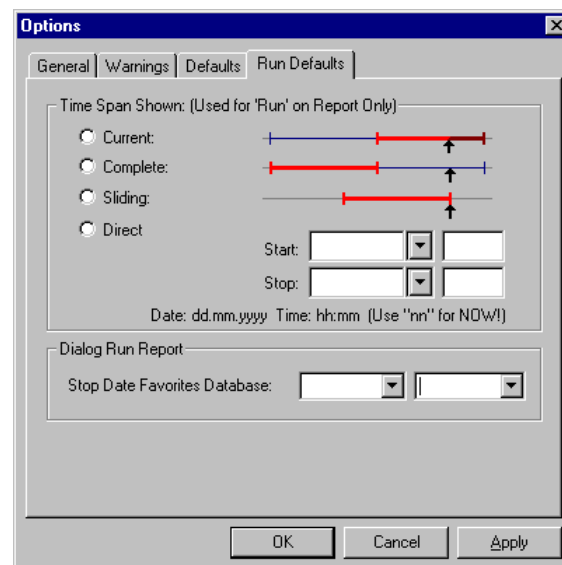 Options
General Warnings Defaults Run Defaults
Time Span Shown: (Used for 'Run' on Report Only)
Current:
Complete:
Sliding:
Direct
Start:
Stop:
Date: dd.mm.yyyy Time: hh:mm (Use "nn" for NOW!)
Dialog Run Report
Stop Date Favorites Database:
OK Cancel Apply